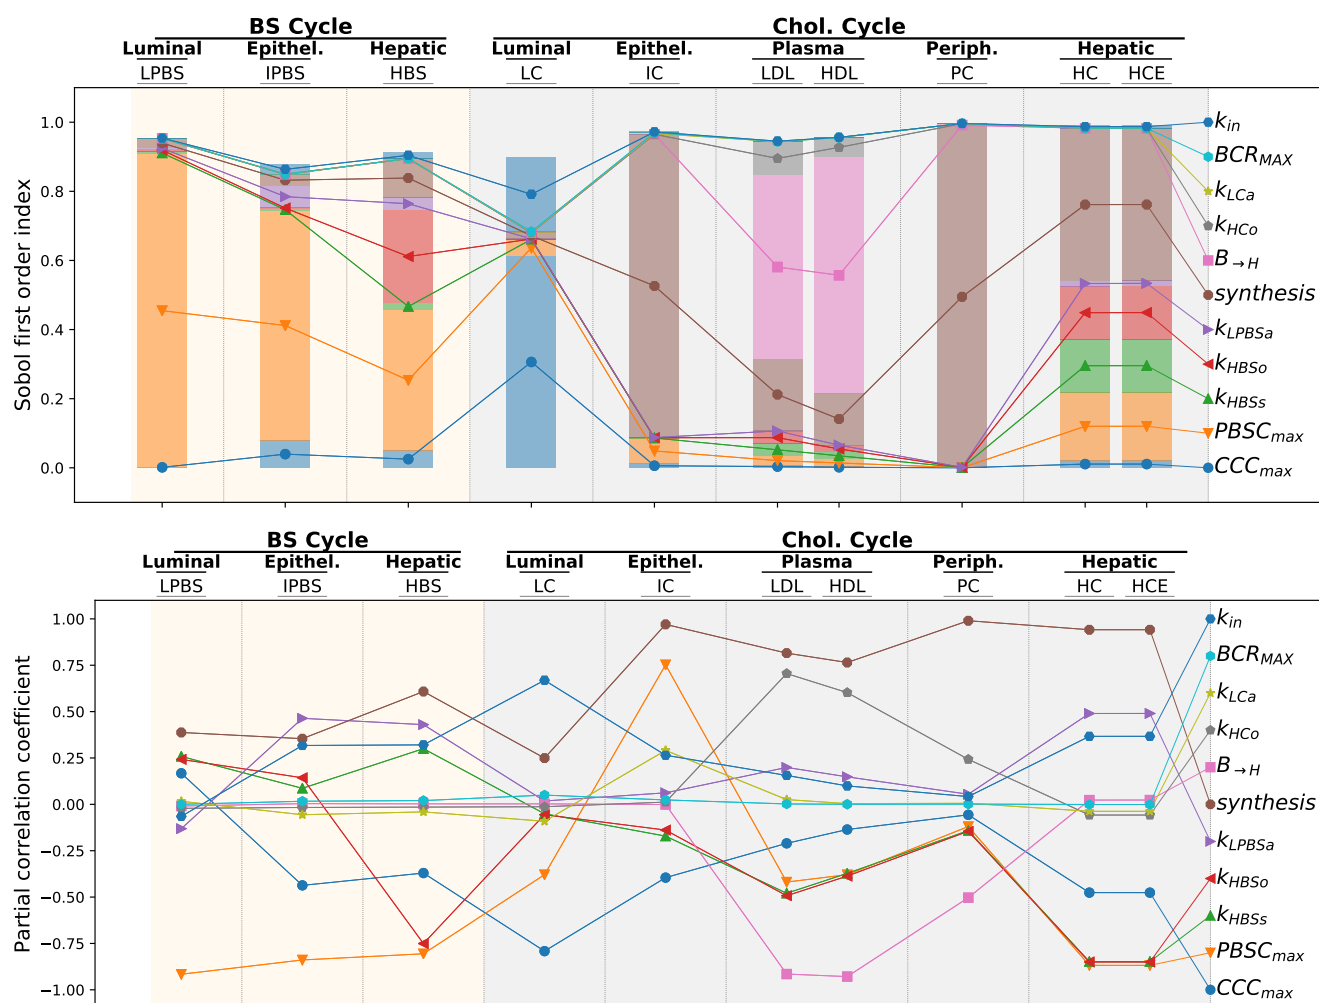 BS Cycle Chol. Cycle
Luminal Epithel. Hepatic Luminal Epithel. Plasma Periph. Hepatic
LPBS IPBS HBS LC IC LDL HDL PC HC HCE
Sobol first order index
1.0
0.8
0.6
0.4
0.2
0.0
k_in
BCR_MAX
k_LCa
k_HCo
B_→H
synthesis
k_LPBSa
k_HBSo
k_HBSs
PBSC_max
CCC_max
BS Cycle Chol. Cycle
Luminal Epithel. Hepatic Luminal Epithel. Plasma Periph. Hepatic
LPBS IPBS HBS LC IC LDL HDL PC HC HCE
Partial correlation coefficient
1.00
0.75
0.50
0.25
0.00
−0.25
−0.50
−0.75
−1.00
k_in
BCR_MAX
k_LCa
k_HCo
B_→H
synthesis
k_LPBSa
k_HBSo
k_HBSs
PBSC_max
CCC_max